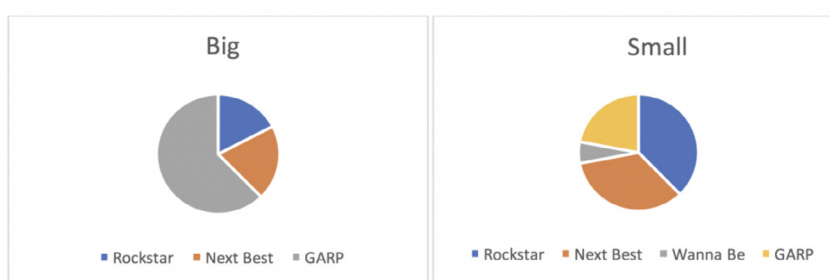 Big
Rockstar Next Best GARP
Small
Rockstar Next Best Wanna Be GARP